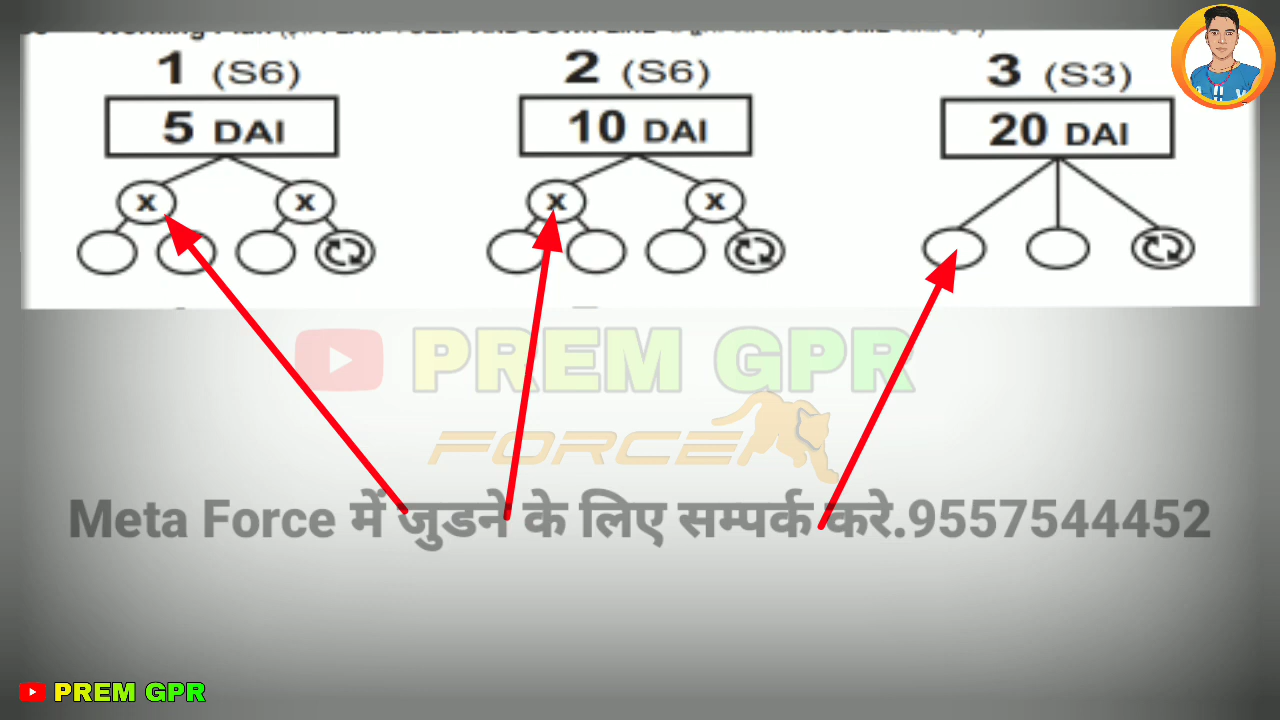 1 (S6) 2 (S6) 3 (S3)
5 DAI 10 DAI 20 DAI
x x x x
PREM GPR
FORCE
Meta Force में जुडने के लिए सम्पर्क करे.9557544452
PREM GPR